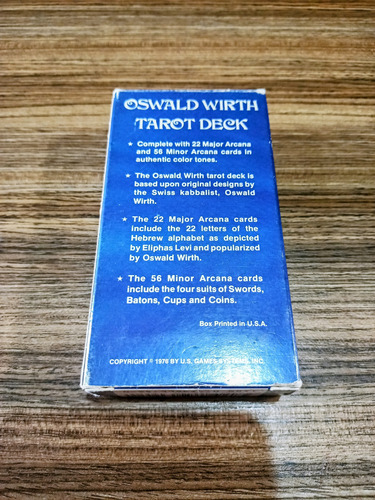 OSWALD WIRTH
TAROT DECK
★ Complete with 22 Major Arcana
and 56 Minor Arcana cards in
authentic color tones.
★ The Oswald Wirth tarot deck is
based upon original designs by
the Swiss kabbalist, Oswald
Wirth.
★ The 22 Major Arcana cards
include the 22 letters of the
Hebrew alphabet as depicted
by Eliphas Levi and popularized
by Oswald Wirth.
★ The 56 Minor Arcana cards
include the four suits of Swords,
Batons, Cups and Coins.
Box Printed in U.S.A.
COPYRIGHT © 1976 BY U.S. GAMES SYSTEMS, INC.